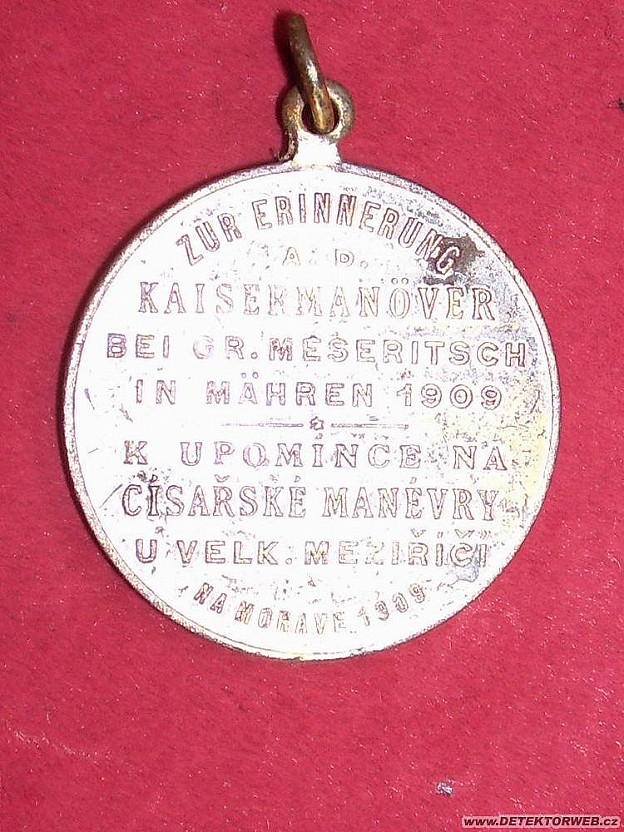 ZUR ERINNERUNG
A. D.
KAISERMANÖVER
BEI GR. MESERITSCH
IN MÄHREN 1909
K UPOMÍNCE NA
CÍSAŘSKÉ MANÉVRY
U VELK. MEZIŘÍČÍ
NA MORAVĚ 1909
www.DETEKTORWEB.cz